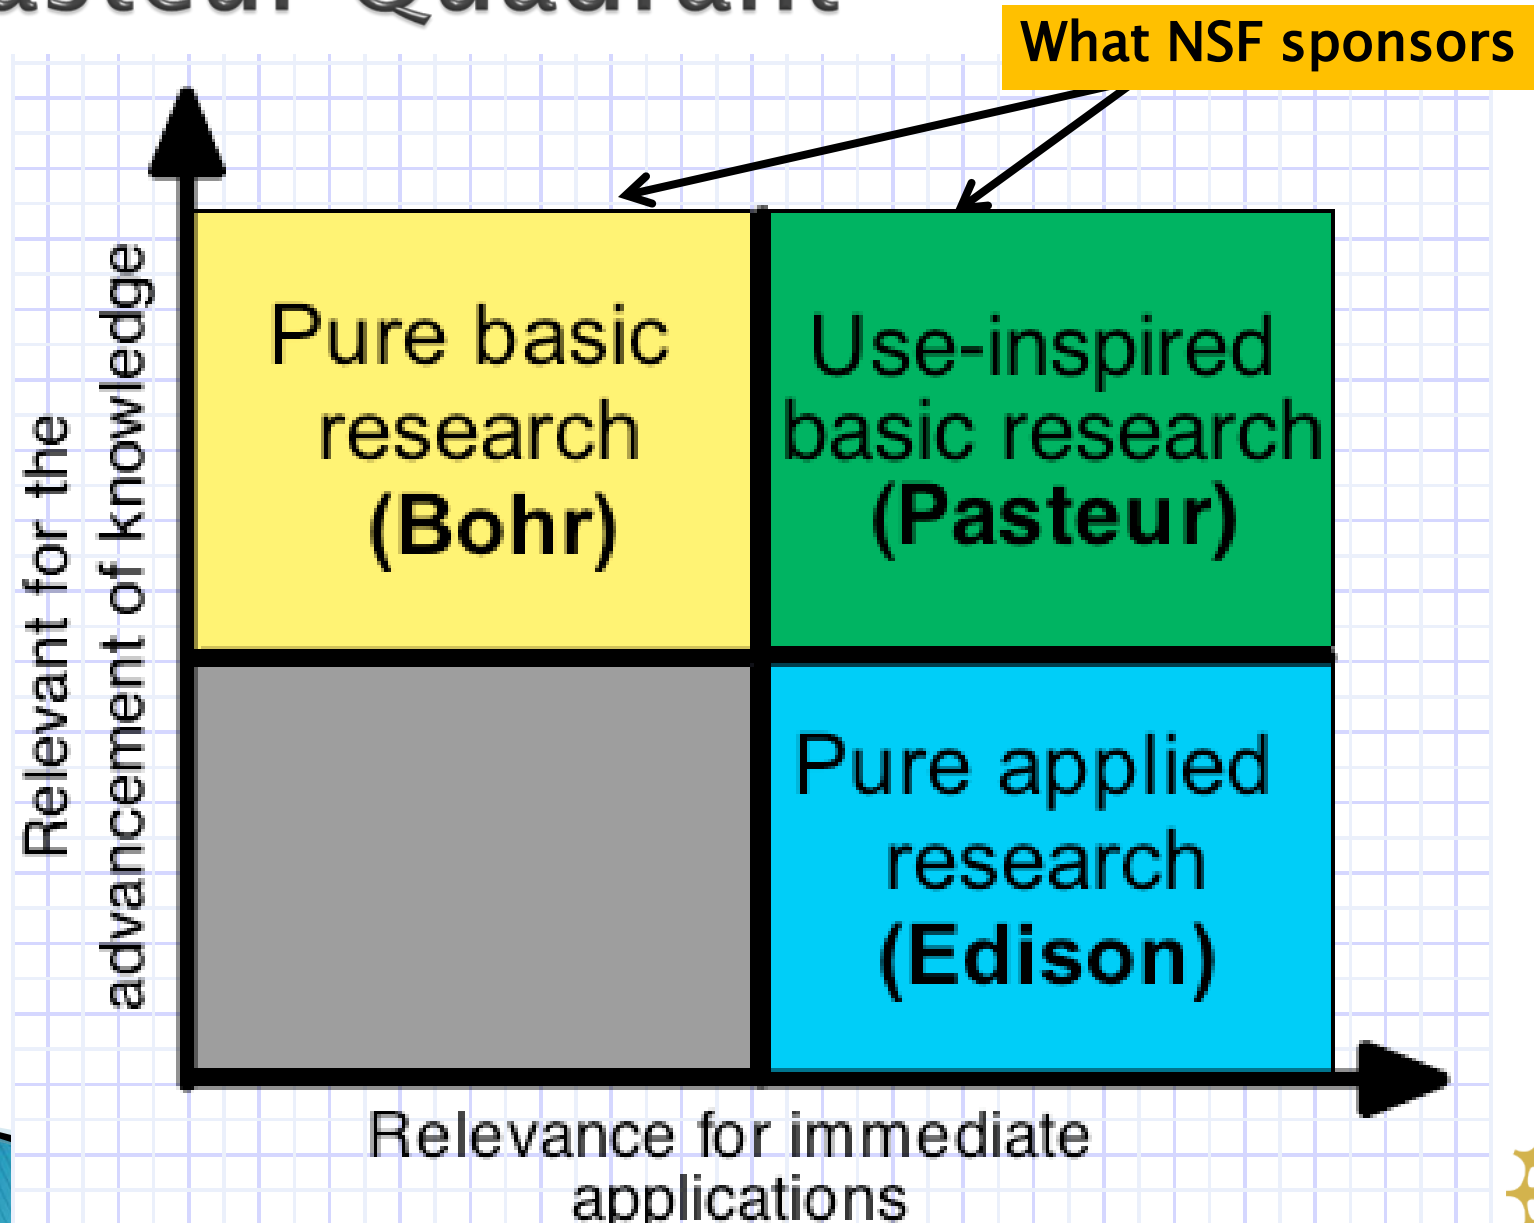 Quadrant
What NSF sponsors
Relevant for the
advancement of knowledge
Pure basic
research
(Bohr)
Use-inspired
basic research
(Pasteur)
Pure applied
research
(Edison)
Relevance for immediate
applications